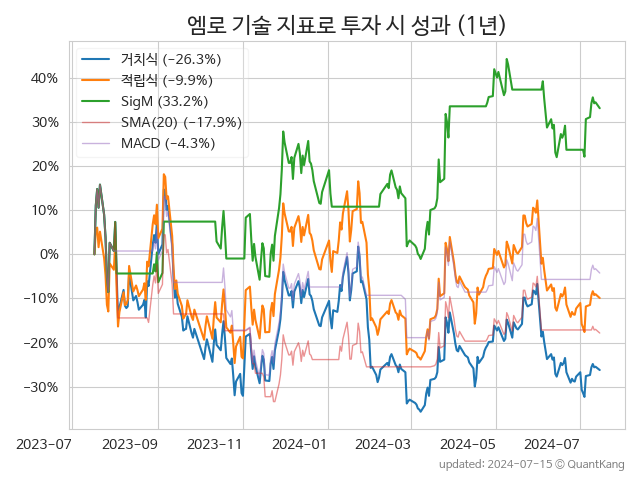 엠로 기술 지표로 투자 시 성과 (1년)
거치식 (−26.3%)
적립식 (−9.9%)
SigM (33.2%)
SMA(20) (−17.9%)
MACD (−4.3%)
40%
30%
20%
10%
0%
−10%
−20%
−30%
2023-07 2023-09 2023-11 2024-01 2024-03 2024-05 2024-07
updated: 2024-07-15 © QuantKang